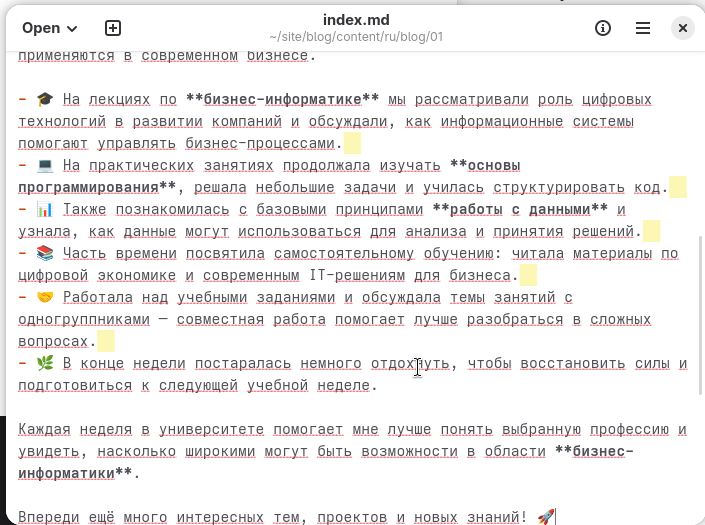 Open
index.md
~/site/blog/content/ru/blog/01
применяются в современном бизнесе.
- 🎓 На лекциях по **бизнес-информатике** мы рассматривали роль цифровых
технологий в развитии компаний и обсуждали, как информационные системы
помогают управлять бизнес-процессами.
- 💻 На практических занятиях продолжала изучать **основы
программирования**, решала небольшие задачи и училась структурировать код.
- 📊 Также познакомилась с базовыми принципами **работы с данными** и
узнала, как данные могут использоваться для анализа и принятия решений.
- 📚 Часть времени посвятила самостоятельному обучению: читала материалы по
цифровой экономике и современным IT-решениям для бизнеса.
- 🤝 Работала над учебными заданиями и обсуждала темы занятий с
одногруппниками — совместная работа помогает лучше разобраться в сложных
вопросах.
- 🌿 В конце недели постаралась немного отдохнуть, чтобы восстановить силы и
подготовиться к следующей учебной неделе.
Каждая неделя в университете помогает мне лучше понять выбранную профессию и
увидеть, насколько широкими могут быть возможности в области **бизнес-
информатики**.
Впереди ещё много интересных тем, проектов и новых знаний! 🚀